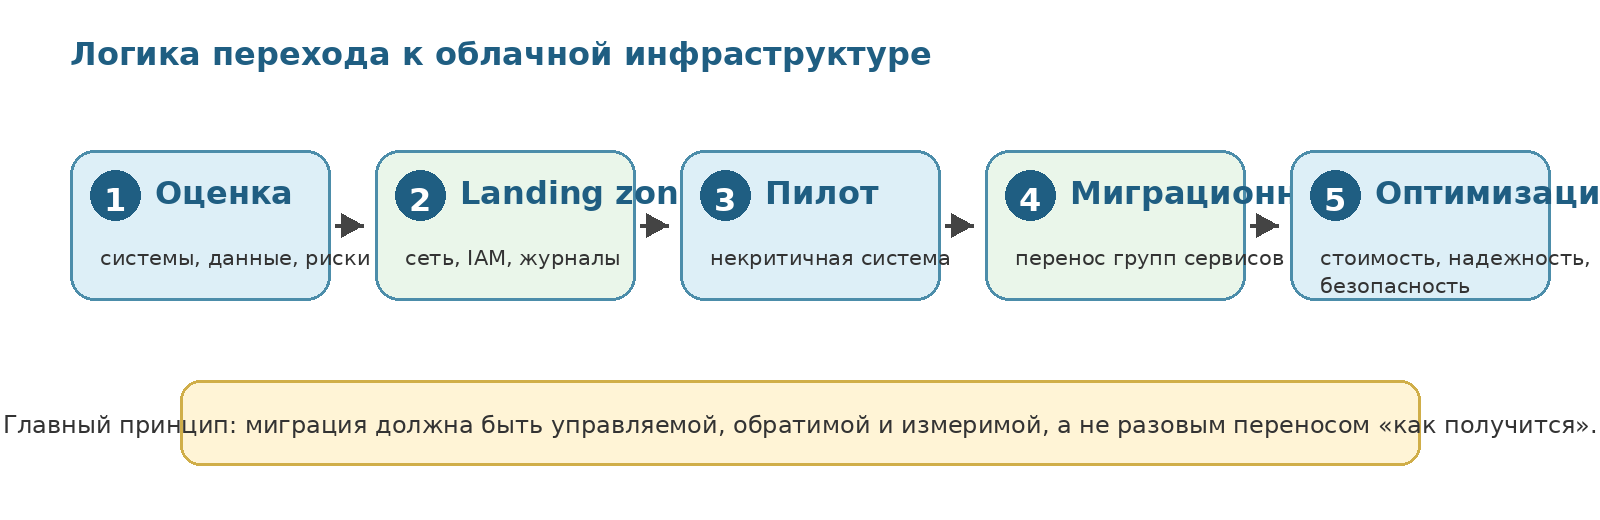 Логика перехода к облачной инфраструктуре
1 Оценка
системы, данные, риски
2 Landing zon
сеть, IAM, журналы
3 Пилот
некритичная система
4 Миграционн
перенос групп сервисов
5 Оптимизаци
стоимость, надежность,
безопасность
Главный принцип: миграция должна быть управляемой, обратимой и измеримой, а не разовым переносом «как получится».